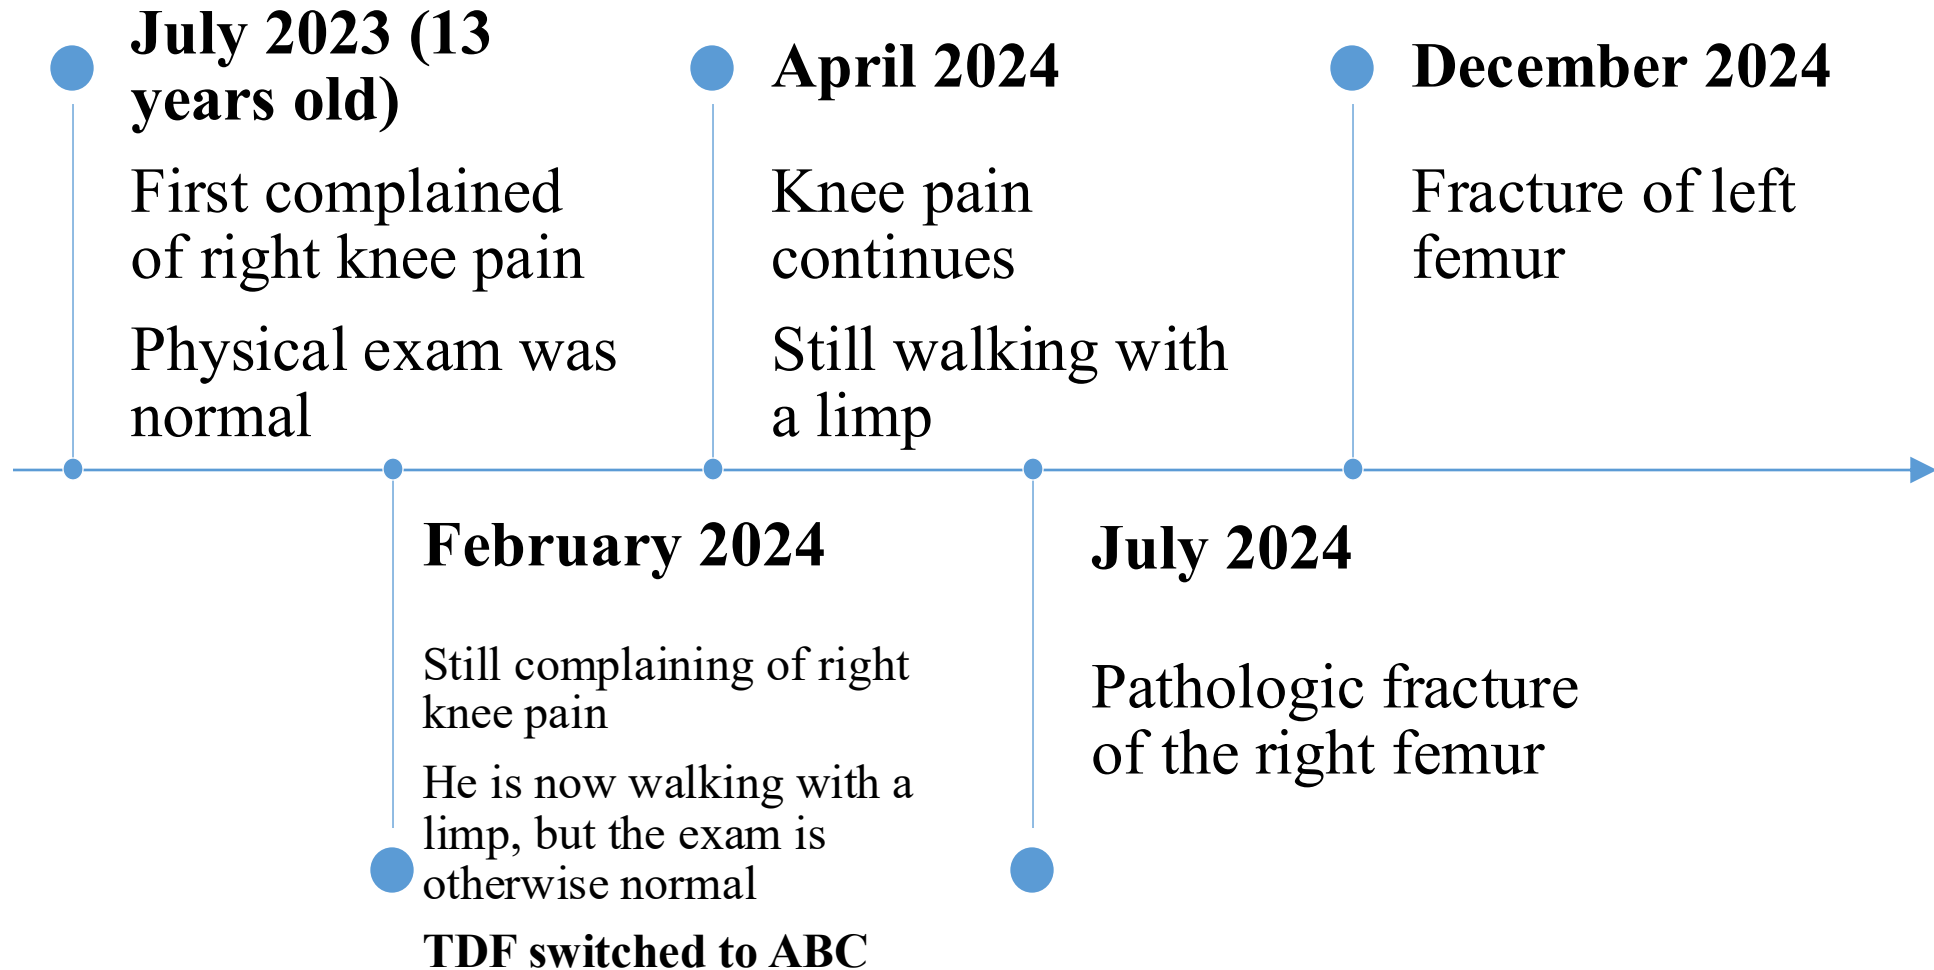 July 2023 (13
years old)
First complained
of right knee pain
Physical exam was
normal
February 2024
Still complaining of right
knee pain
He is now walking with a
limp, but the exam is
otherwise normal
TDF switched to ABC
April 2024
Knee pain
continues
Still walking with
a limp
July 2024
Pathologic fracture
of the right femur
December 2024
Fracture of left
femur